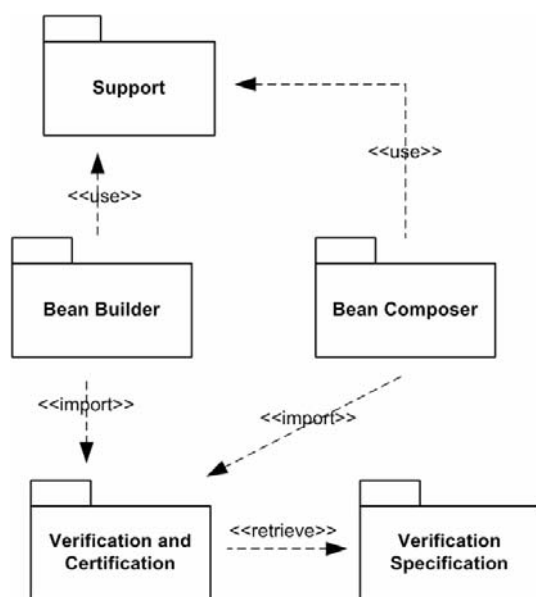 Support
<<use>>
<<use>>
Bean Builder
Bean Composer
<<import>>
<<import>>
Verification and
Certification
<<retrieve>>
Verification
Specification